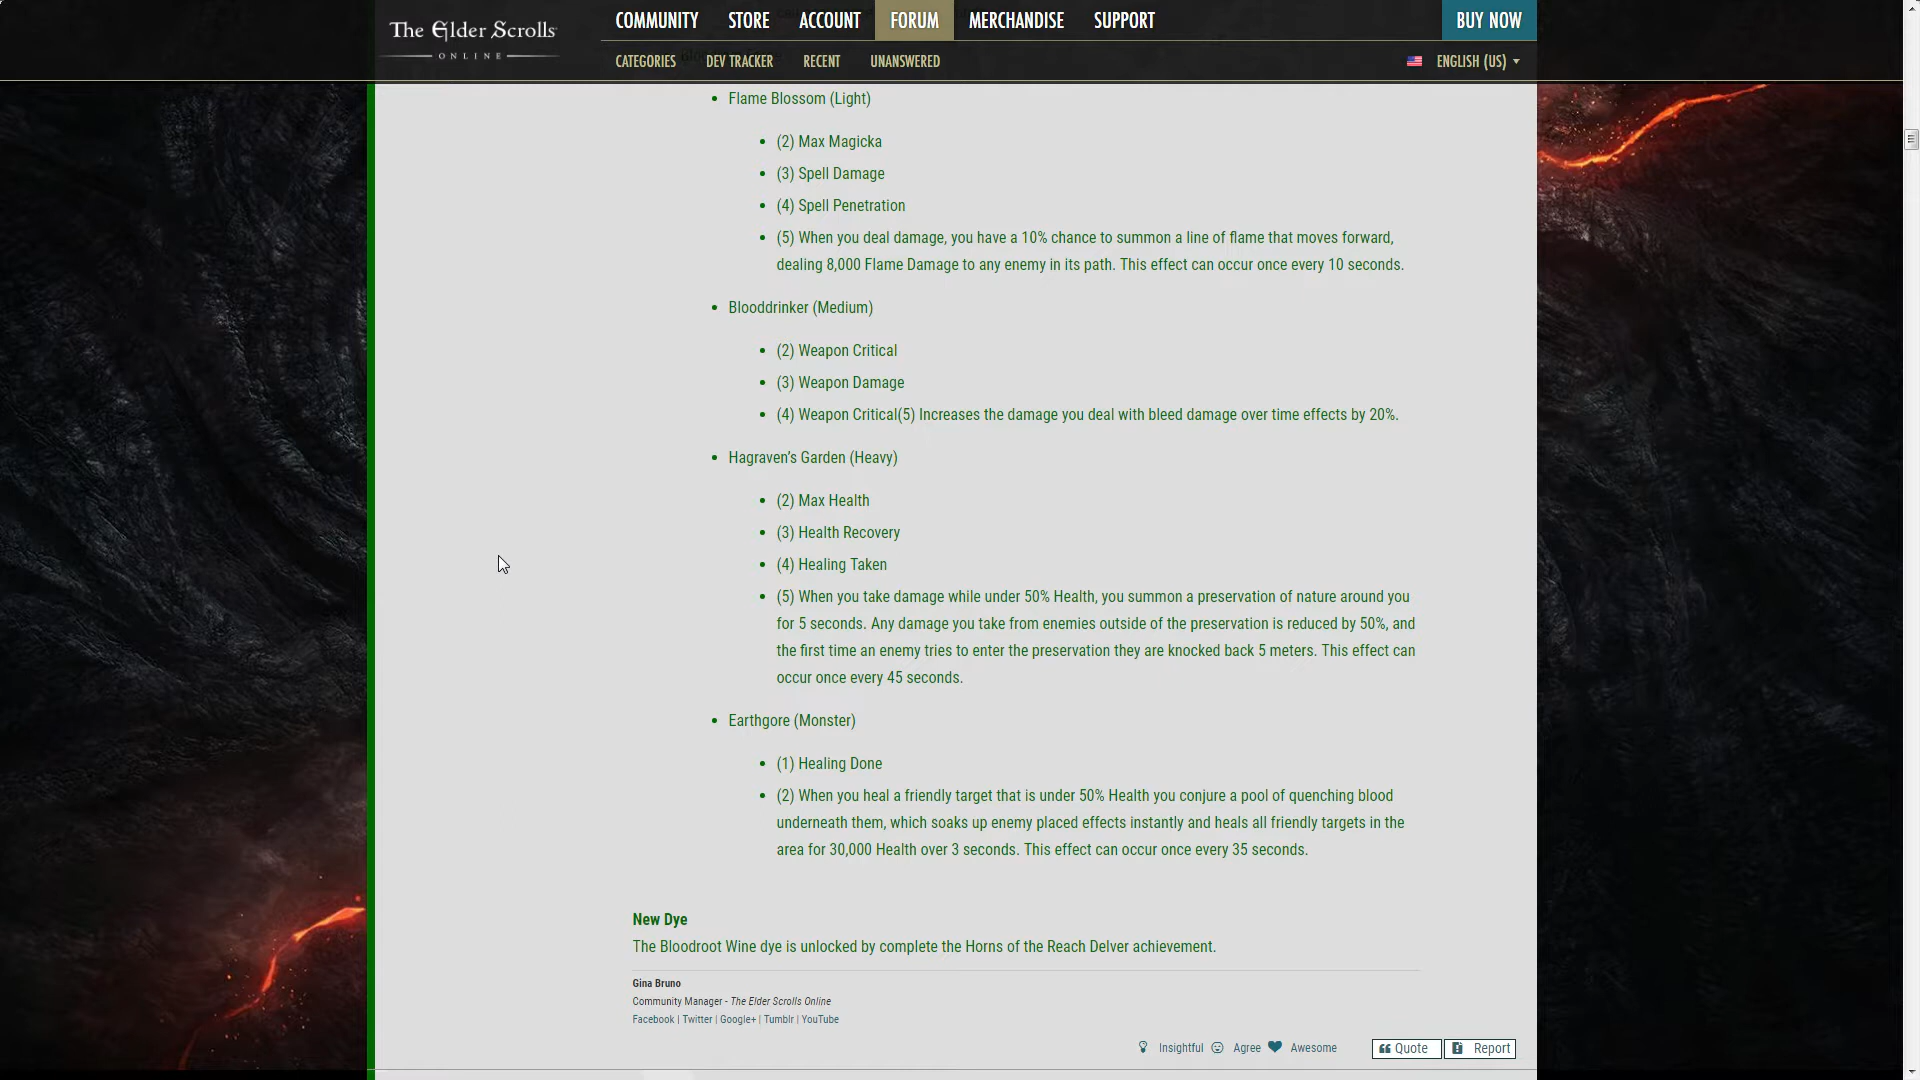 The Elder Scrolls
ONLINE
COMMUNITY STORE ACCOUNT FORUM MERCHANDISE SUPPORT BUY NOW
CATEGORIES DEV TRACKER RECENT UNANSWERED ENGLISH (US)
• Flame Blossom (Light)
• (2) Max Magicka
• (3) Spell Damage
• (4) Spell Penetration
• (5) When you deal damage, you have a 10% chance to summon a line of flame that moves forward,
dealing 8,000 Flame Damage to any enemy in its path. This effect can occur once every 10 seconds.
• Blooddrinker (Medium)
• (2) Weapon Critical
• (3) Weapon Damage
• (4) Weapon Critical(5) Increases the damage you deal with bleed damage over time effects by 20%.
• Hagraven’s Garden (Heavy)
• (2) Max Health
• (3) Health Recovery
• (4) Healing Taken
• (5) When you take damage while under 50% Health, you summon a preservation of nature around you
for 5 seconds. Any damage you take from enemies outside of the preservation is reduced by 50%, and
the first time an enemy tries to enter the preservation they are knocked back 5 meters. This effect can
occur once every 45 seconds.
• Earthgore (Monster)
• (1) Healing Done
• (2) When you heal a friendly target that is under 50% Health you conjure a pool of quenching blood
underneath them, which soaks up enemy placed effects instantly and heals all friendly targets in the
area for 30,000 Health over 3 seconds. This effect can occur once every 35 seconds.
New Dye
The Bloodroot Wine dye is unlocked by complete the Horns of the Reach Delver achievement.
Gina Bruno
Community Manager - The Elder Scrolls Online
Facebook | Twitter | Google+ | Tumblr | YouTube
Insightful Agree Awesome Quote Report